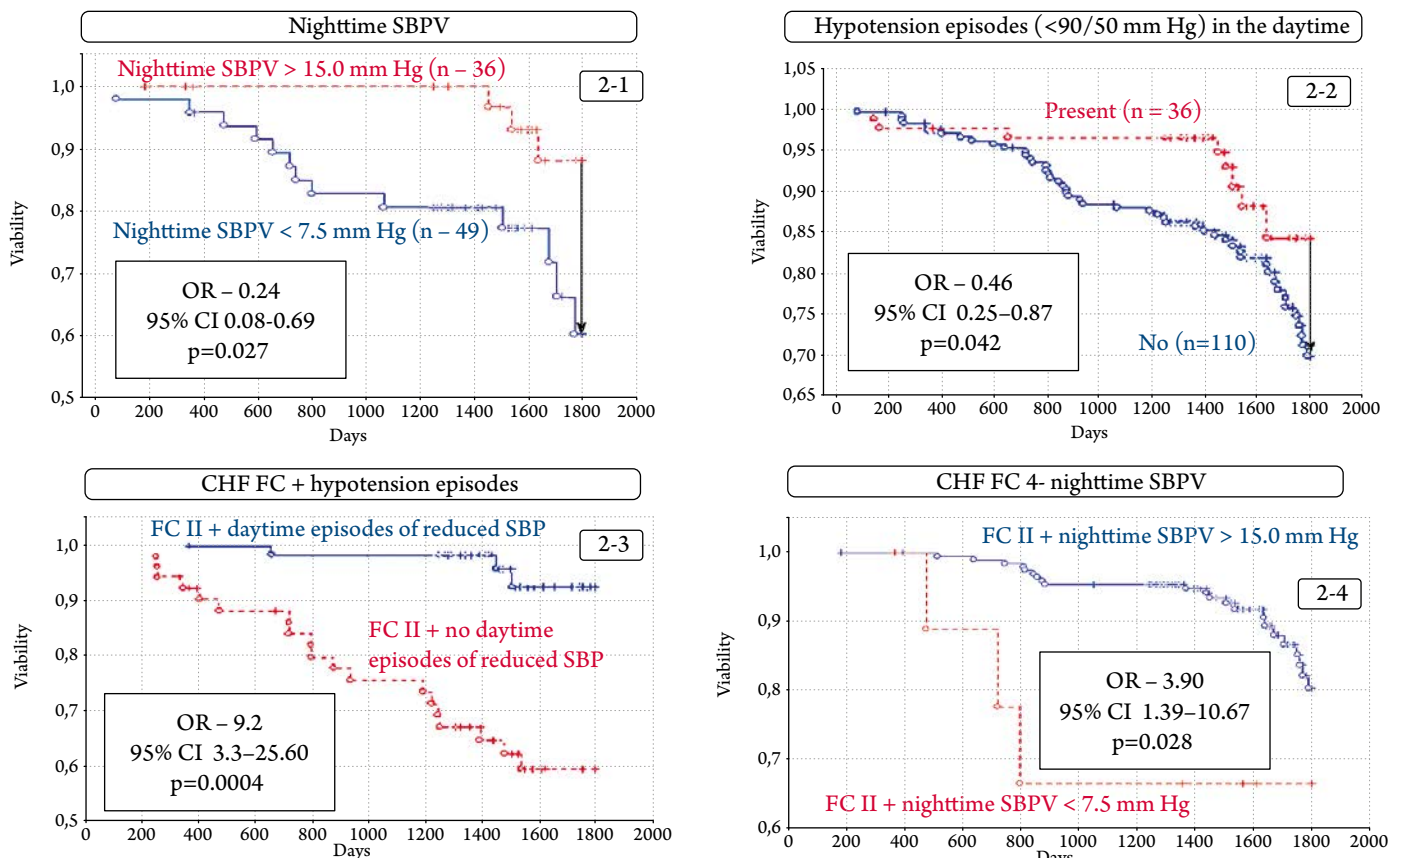 Nighttime SBPV
Nighttime SBPV > 15.0 mm Hg (n – 36)
2-1
1,0
0,9
0,8
0,7
0,6
0,5
Viability
Nighttime SBPV < 7.5 mm Hg (n – 49)
OR – 0.24
95% CI 0.08-0.69
p=0.027
0 200 400 600 800 1000 1200 1400 1600 1800 2000
Days
Hypotension episodes (<90/50 mm Hg) in the daytime
2-2
1,05
1,00
0,95
0,90
0,85
0,80
0,75
0,70
0,65
Viability
Present (n = 36)
OR – 0.46
95% CI 0.25–0.87
p=0.042
No (n=110)
0 200 400 600 800 1000 1200 1400 1600 1800 2000
Days
CHF FC + hypotension episodes
FC II + daytime episodes of reduced SBP
2-3
1,0
0,9
0,8
0,7
0,6
0,5
Viability
FC II + no daytime
episodes of reduced SBP
OR – 9.2
95% CI 3.3–25.60
p=0.0004
0 200 400 600 800 1000 1200 1400 1600 1800 2000
Days
CHF FC 4- nighttime SBPV
FC II + nighttime SBPV > 15.0 mm Hg
2-4
1,0
0,9
0,8
0,7
0,6
Viability
OR – 3.90
95% CI 1.39–10.67
p=0.028
FC II + nighttime SBPV < 7.5 mm Hg
0 200 400 600 800 1000 1200 1400 1600 1800 2000
Days